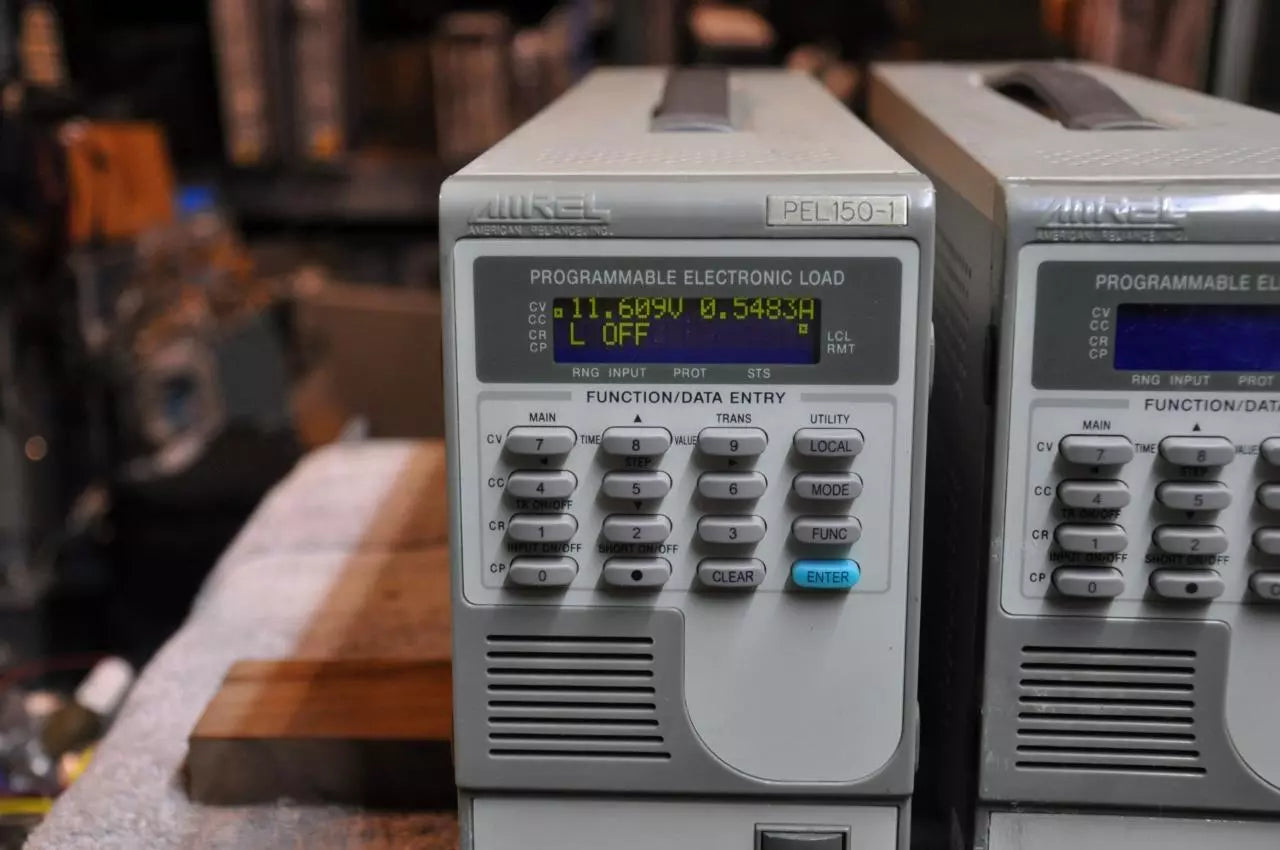 AMREL
AMERICAN RELIANCE, INC.
PEL150-1
PROGRAMMABLE ELECTRONIC LOAD
CV
CC
CR
CP
11.609V 0.5483A
L OFF
LCL
RMT
RNG INPUT PROT STS
FUNCTION/DATA ENTRY
MAIN ▲ TRANS UTILITY
CV 7 TIME 8 VALUE 9 LOCAL
◄ STEP ►
CC 4 5 6 MODE
TR ON/OFF ▼
CR 1 2 3 FUNC
INPUT ON/OFF SHORT ON/OFF
CP 0 ● CLEAR ENTER
AMREL
AMERICAN RELIANCE, INC.
PROGRAMMABLE
CV
CC
CR
CP
RNG INPUT PROT
MAIN ▲
CV 7 TIME 8 VALUE
◄ STEP
CC 4 5
TR ON/OFF ▼
CR 1 2
INPUT ON/OFF SHORT ON/OFF
CP 0 ●